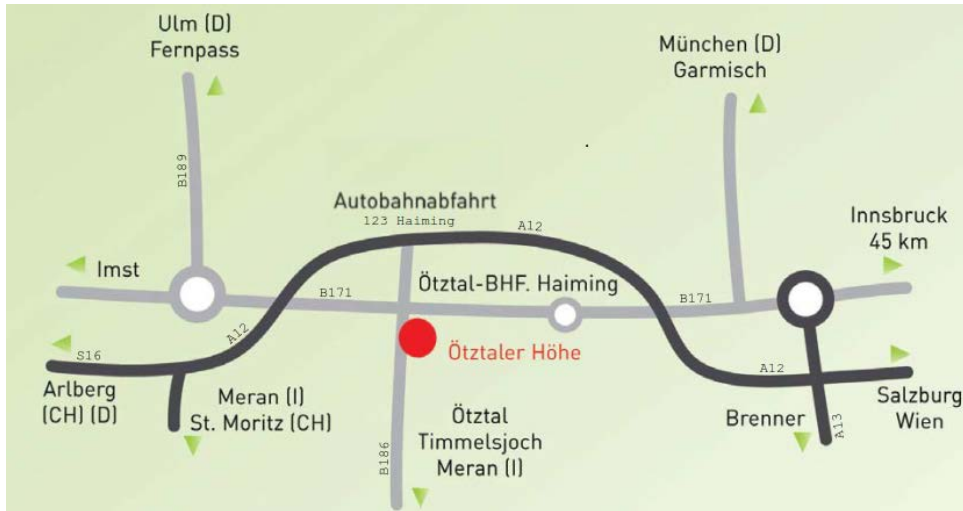 Ulm (D)
Fernpass
München (D)
Garmisch
B189
Autobahnabfahrt
123 Haiming
A12
Innsbruck
45 km
Imst
B171
Ötztal-BHF. Haiming
B171
A12
S16
Ötztaler Höhe
A12
Arlberg
(CH) (D)
Meran (I)
St. Moritz (CH)
Ötztal
Timmelsjoch
Meran (I)
B186
Brenner
A13
Salzburg
Wien